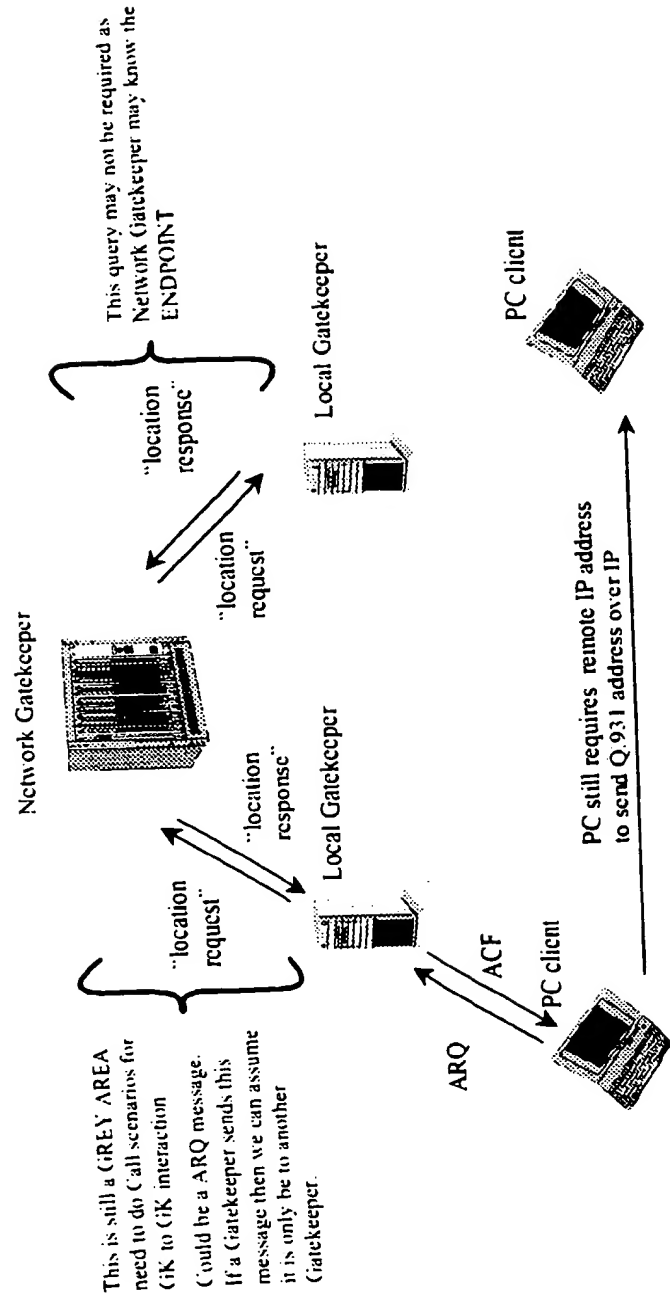 This query may not be required as
Network Gatekeeper may know the
ENDPOINT
Network Gatekeeper
"location
response"
"location
request"
Local Gatekeeper
This is still a GREY AREA
need to do Call scenarios for
GK to GK interaction
Could be a ARQ message.
If a Gatekeeper sends this
message then we can assume
it is only be to another
Gatekeeper.
"location
request"
"location
response"
Local Gatekeeper
ARQ
ACF
PC client
PC client
PC still requires remote IP address
to send Q.931 address over IP